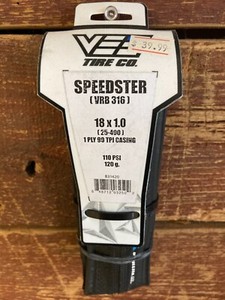 VEE
TIRE CO.
$ 39.99
SPEEDSTER
( VRB 316 )
18 x 1.0
( 25-400 )
1 PLY 99 TPI CASING
110 PSI
120 g.